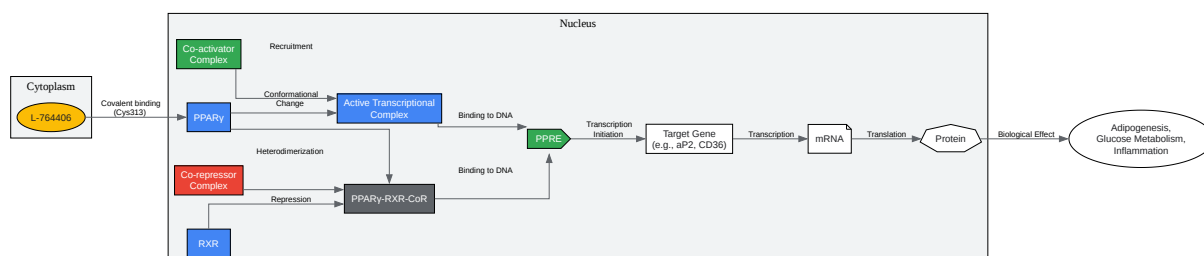 Nucleus
Co-activator
Complex
Recruitment
Cytoplasm
L-764406
Covalent binding
(Cys313)
PPARγ
Conformational
Change
Active Transcriptional
Complex
Binding to DNA
PPRE
Transcription
Initiation
Target Gene
(e.g., aP2, CD36)
Transcription
mRNA
Translation
Protein
Biological Effect
Adipogenesis,
Glucose Metabolism,
Inflammation
Heterodimerization
Co-repressor
Complex
Repression
PPARγ-RXR-CoR
Binding to DNA
RXR